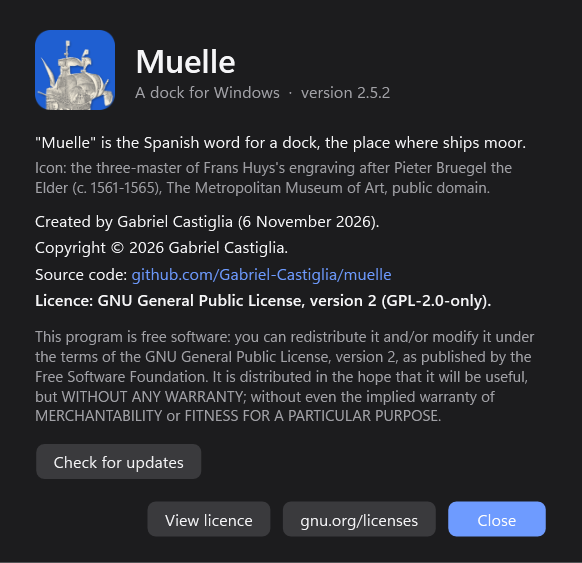 Muelle
A dock for Windows · version 2.5.2
"Muelle" is the Spanish word for a dock, the place where ships moor.
Icon: the three-master of Frans Huys's engraving after Pieter Bruegel the
Elder (c. 1561-1565), The Metropolitan Museum of Art, public domain.
Created by Gabriel Castiglia (6 November 2026).
Copyright © 2026 Gabriel Castiglia.
Source code: github.com/Gabriel-Castiglia/muelle
Licence: GNU General Public License, version 2 (GPL-2.0-only).
This program is free software: you can redistribute it and/or modify it under
the terms of the GNU General Public License, version 2, as published by the
Free Software Foundation. It is distributed in the hope that it will be useful,
but WITHOUT ANY WARRANTY; without even the implied warranty of
MERCHANTABILITY or FITNESS FOR A PARTICULAR PURPOSE.
Check for updates
View licence
gnu.org/licenses
Close